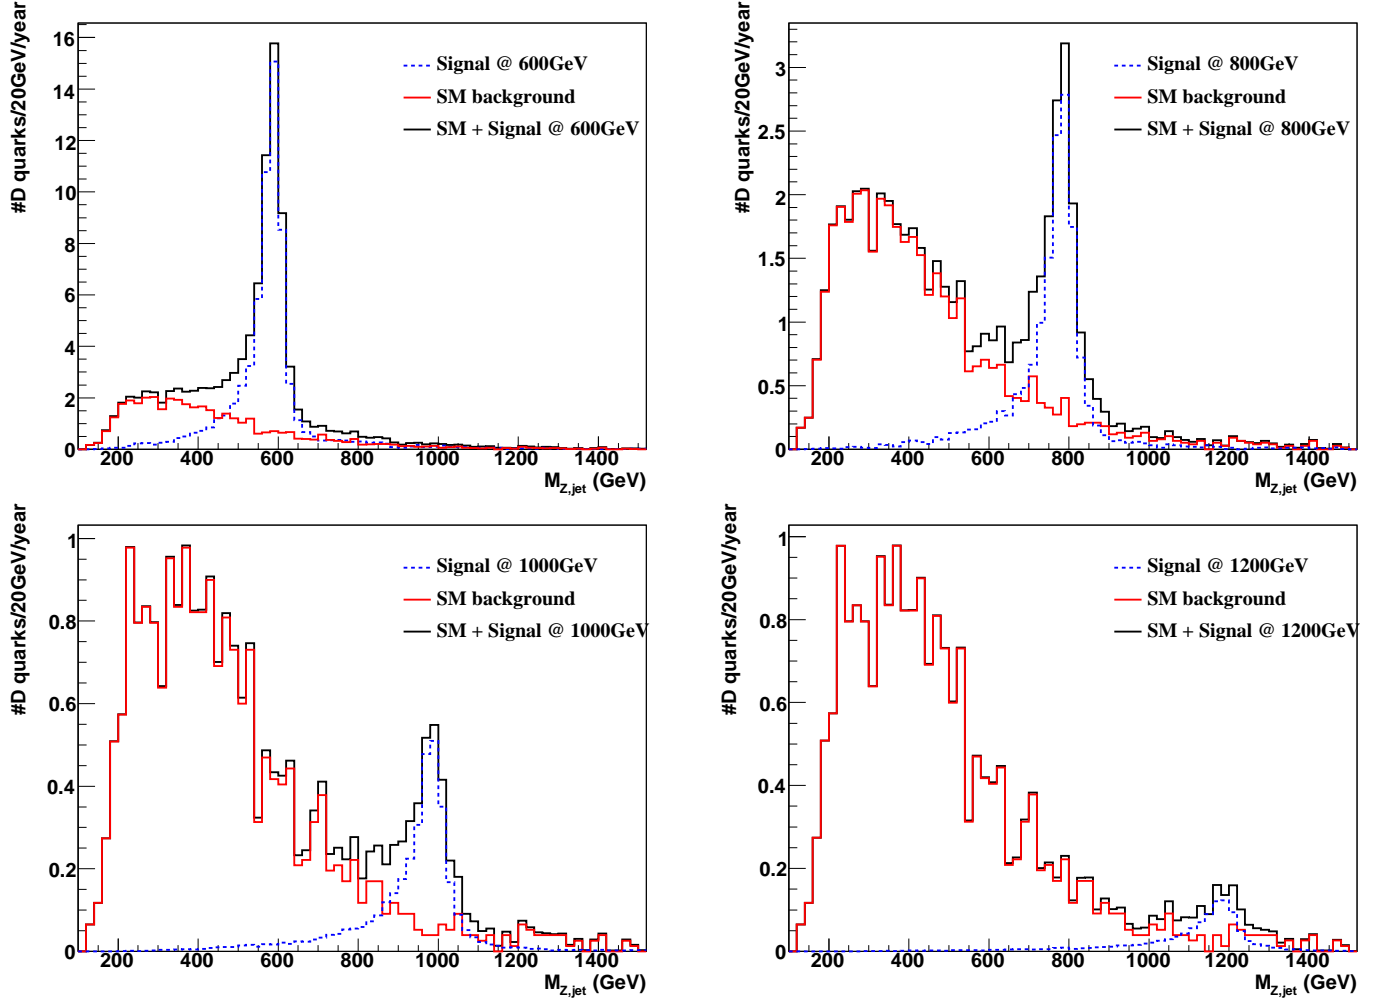 #D quarks/20GeV/year
16
14
12
10
8
6
4
2
0
Signal @ 600GeV
SM background
SM + Signal @ 600GeV
200 400 600 800 1000 1200 1400
M_Z,jet (GeV)
#D quarks/20GeV/year
3
2.5
2
1.5
1
0.5
0
Signal @ 800GeV
SM background
SM + Signal @ 800GeV
200 400 600 800 1000 1200 1400
M_Z,jet (GeV)
#D quarks/20GeV/year
1
0.8
0.6
0.4
0.2
0
Signal @ 1000GeV
SM background
SM + Signal @ 1000GeV
200 400 600 800 1000 1200 1400
M_Z,jet (GeV)
#D quarks/20GeV/year
1
0.8
0.6
0.4
0.2
0
Signal @ 1200GeV
SM background
SM + Signal @ 1200GeV
200 400 600 800 1000 1200 1400
M_Z,jet (GeV)